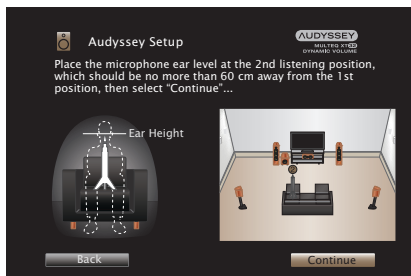 Audyssey Setup
AUDYSSEY
MULTEQ XT32
DYNAMIC VOLUME
Place the microphone ear level at the 2nd listening position,
which should be no more than 60 cm away from the 1st
position, then select “Continue”...
Ear Height
Back
Continue